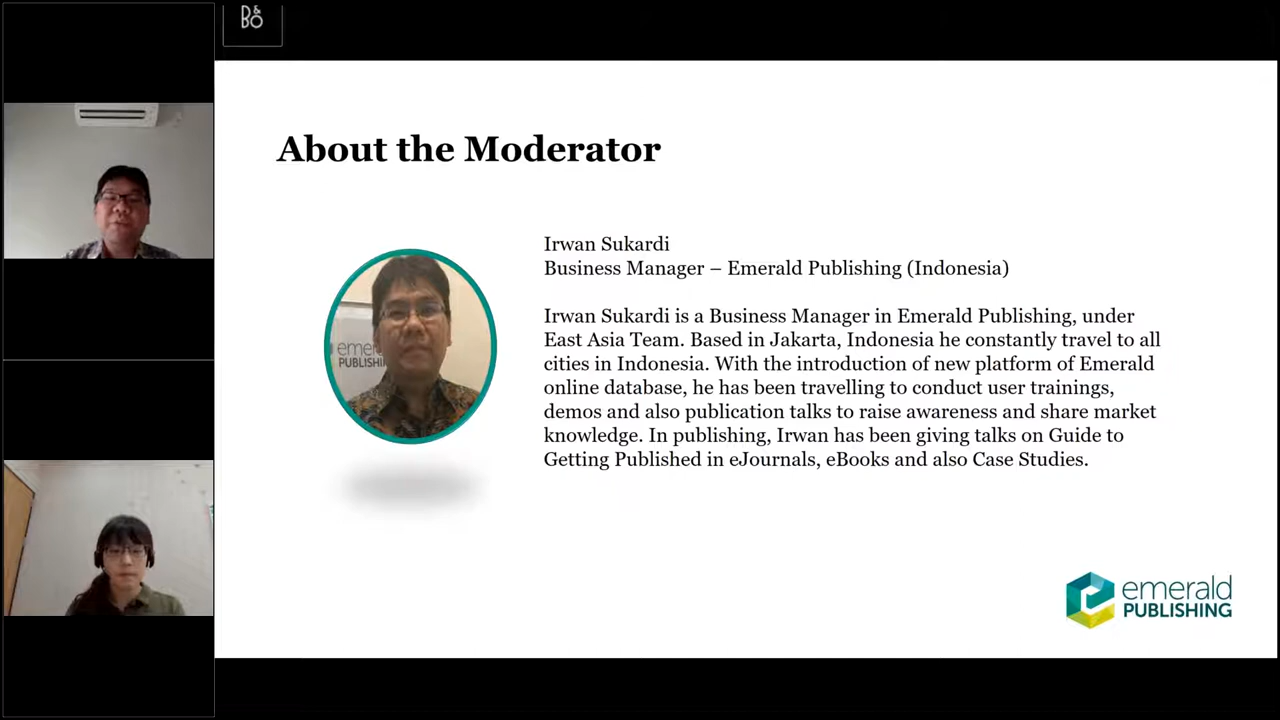 B&
BO
About the Moderator
Irwan Sukardi
Business Manager – Emerald Publishing (Indonesia)
Irwan Sukardi is a Business Manager in Emerald Publishing, under
East Asia Team. Based in Jakarta, Indonesia he constantly travel to all
cities in Indonesia. With the introduction of new platform of Emerald
online database, he has been travelling to conduct user trainings,
demos and also publication talks to raise awareness and share market
knowledge. In publishing, Irwan has been giving talks on Guide to
Getting Published in eJournals, eBooks and also Case Studies.
eme
PUBLISHIN
emerald
PUBLISHING